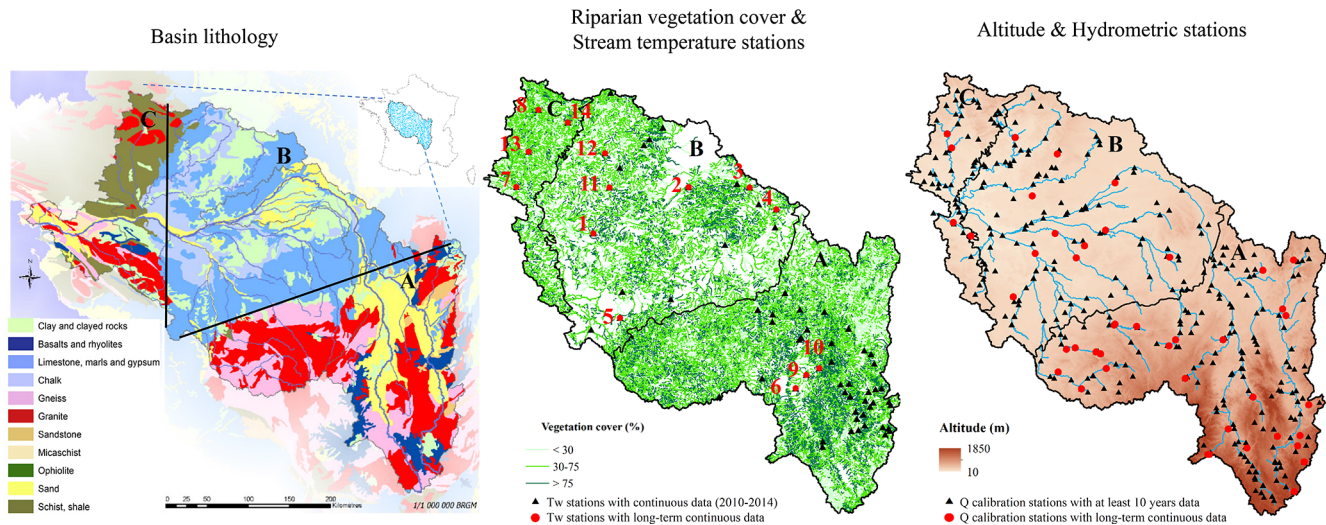 Basin lithology
C
B
A
N
Clay and clayed rocks
Basalts and rhyolites
Limestone, marls and gypsum
Chalk
Gneiss
Granite
Sandstone
Micaschist
Ophiolite
Sand
Schist, shale
0 25 50 100 150 200
Kilometres
1/1 000 000 BRGM
Riparian vegetation cover &
Stream temperature stations
8
C
14
13
12
B
3
7
11
2
4
1
A
5
10
9
6
Vegetation cover (%)
< 30
30-75
> 75
Tw stations with continuous data (2010-2014)
Tw stations with long-term continuous data
Altitude & Hydrometric stations
C
B
A
Altitude (m)
1850
10
Q calibration stations with at least 10 years data
Q calibration stations with long-term continuous data